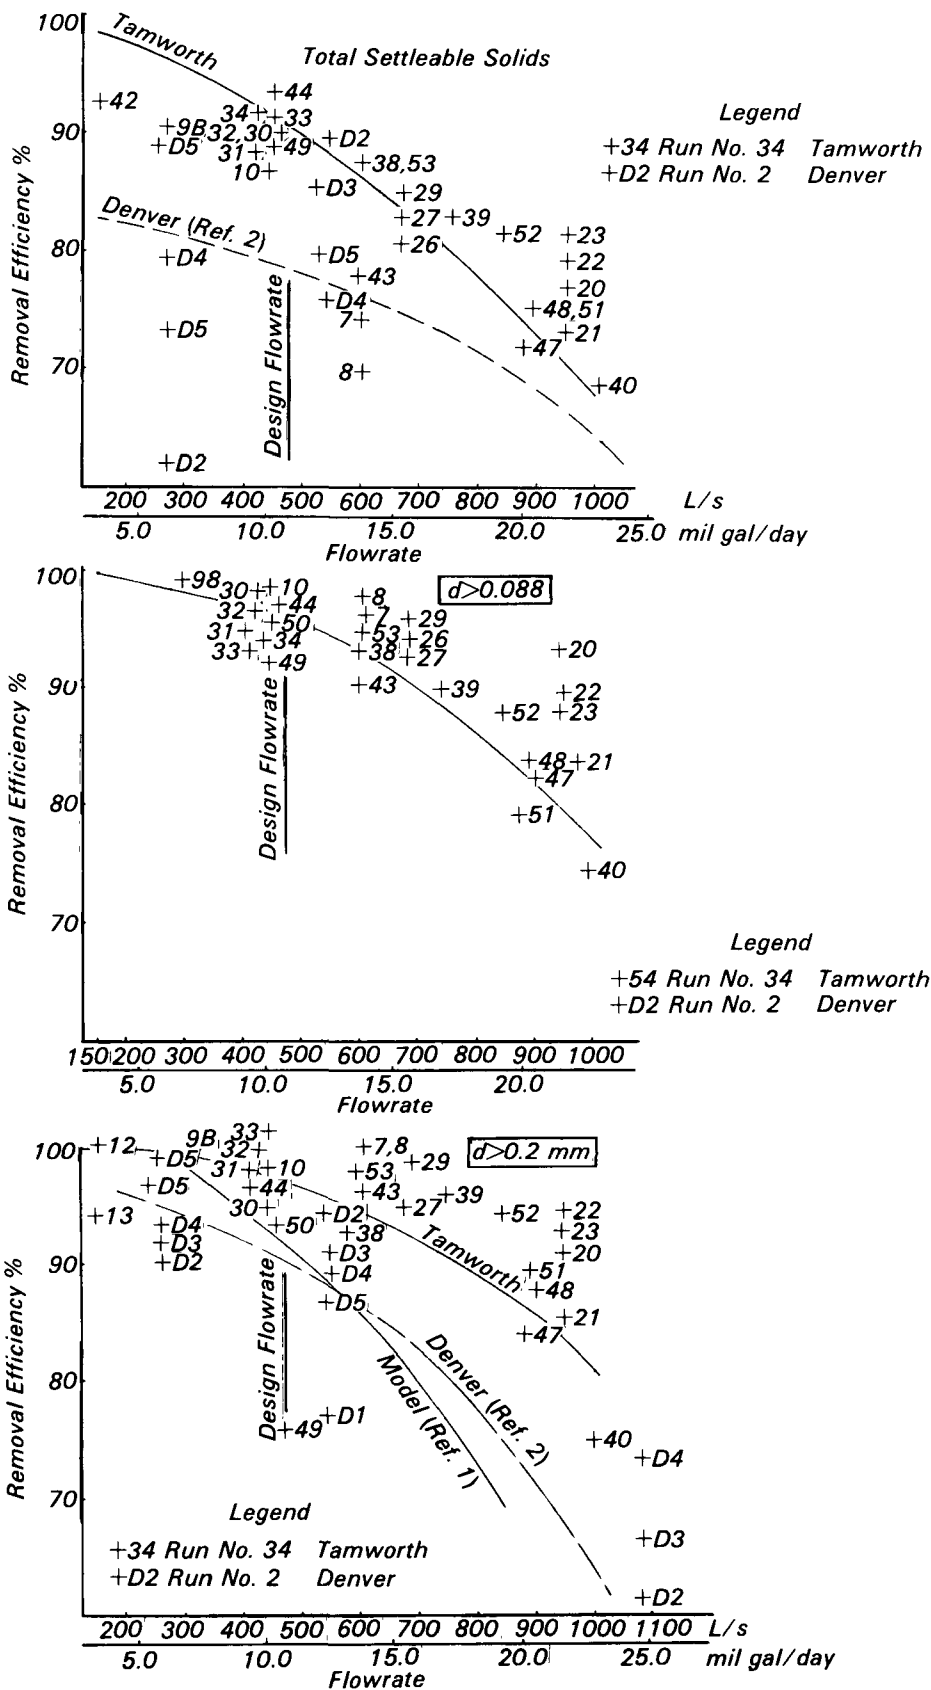 100
Tamworth
Total Settleable Solids
+44
+42
34+
+33
Legend
90
+9B 32,30+
+D2
+34 Run No. 34 Tamworth
+D5
31+
+49
+38,53
+D2 Run No. 2 Denver
10+
+D3
+29
Denver (Ref. 2)
+27
+39
+52
+23
80
+D4
+D5
+26
+22
+43
+20
+D4
+48,51
+D5
7+
+21
+47
70
8+
+40
+D2
Removal Efficiency %
Design Flowrate
200 300 400 500 600 700 800 900 1000 L/s
5.0 10.0 15.0 20.0 25.0 mil gal/day
Flowrate
100
+98
30+
+10
+8
d>0.088
32+
+44
+7
+29
31+
+50
+53
+26
+34
33+
+49
+38
+27
+20
90
+43
+39
+22
+52
+23
+48
+21
+47
80
+51
+40
70
Removal Efficiency %
Design Flowrate
Legend
+54 Run No. 34 Tamworth
+D2 Run No. 2 Denver
150 200 300 400 500 600 700 800 900 1000
5.0 10.0 15.0 20.0
Flowrate
100
+12
9B
33+
32+
+7,8
d>0.2 mm
+D5
31+
+10
+53
+29
+D5
+44
+43
+39
+13
30+
+D2
+27
+52
+22
+D4
+50
+38
+23
+D3
+D3
Tamworth
+20
90
+D2
+D4
+51
+48
+D5
+21
+47
Denver (Ref. 2)
Model (Ref. 1)
80
+D1
+49
+40
+D4
70
+D3
+D2
Removal Efficiency %
Design Flowrate
Legend
+34 Run No. 34 Tamworth
+D2 Run No. 2 Denver
200 300 400 500 600 700 800 900 1000 1100 L/s
5.0 10.0 15.0 20.0 25.0 mil gal/day
Flowrate